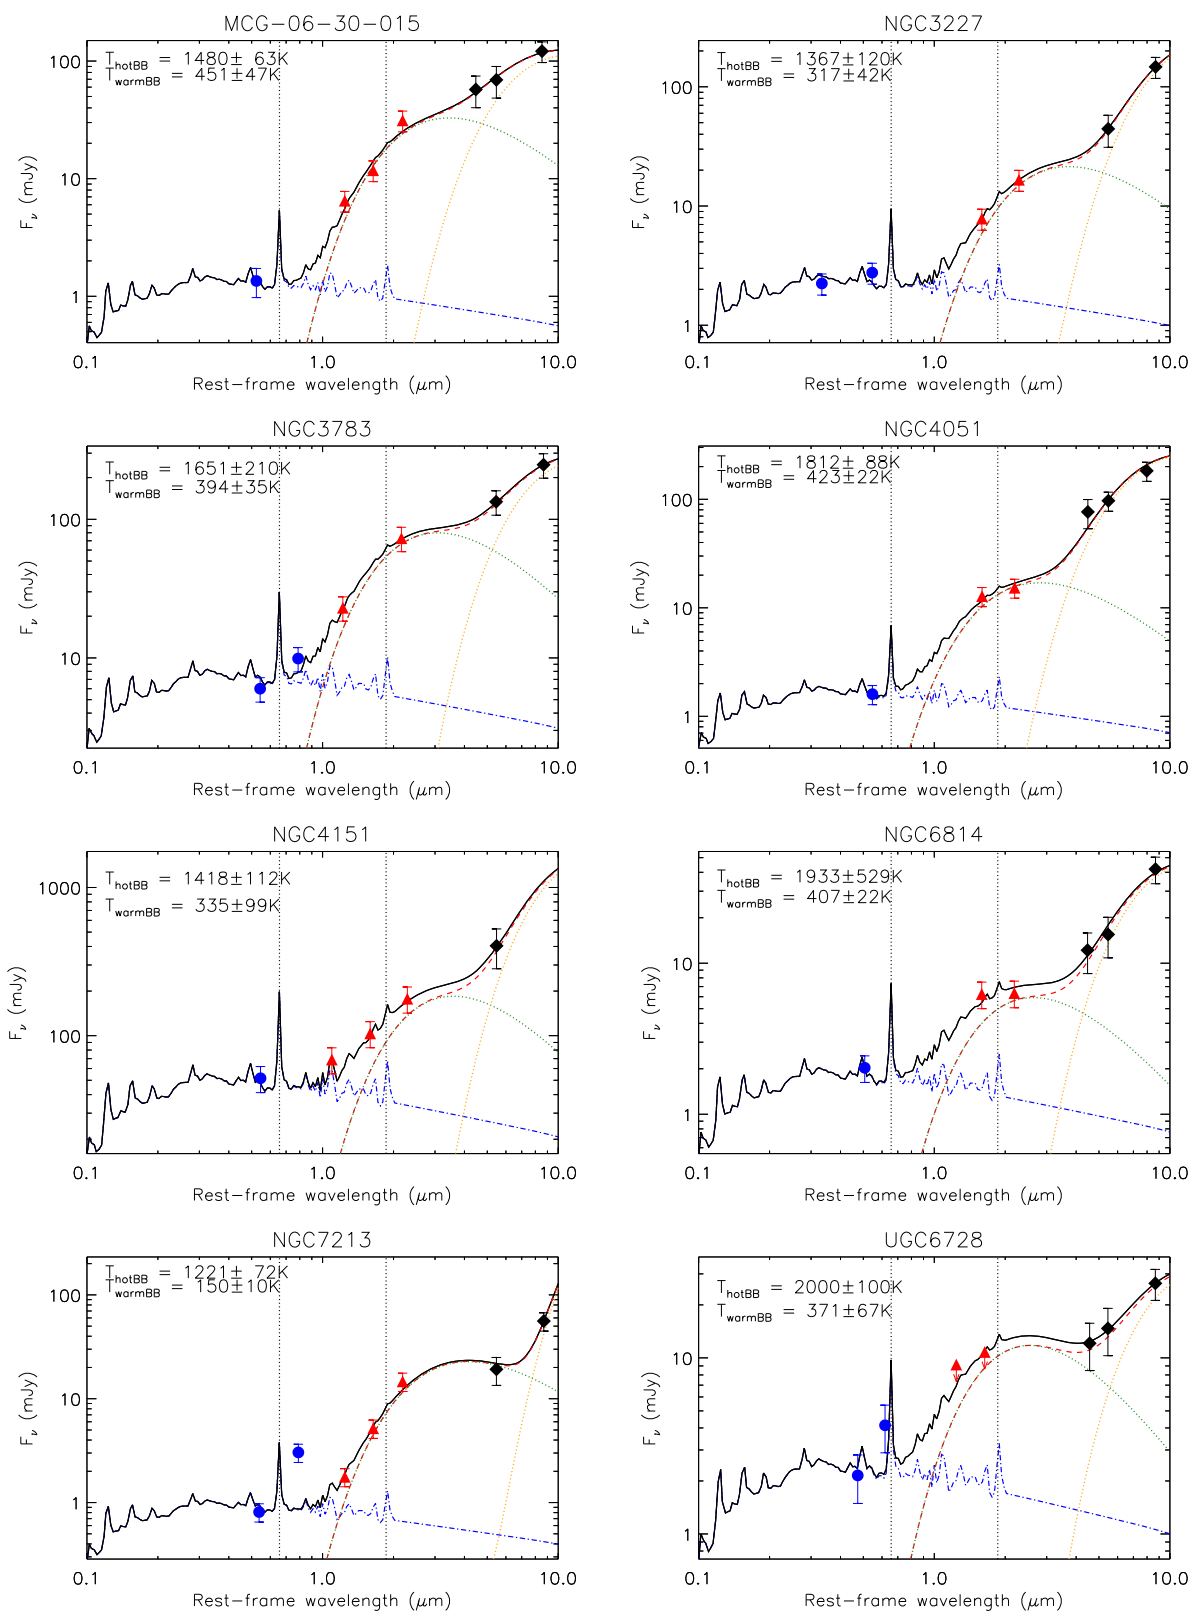 MCG-06-30-015
T_hotBB = 1480± 63K
T_warmBB = 451±47K
100
10
1
F_ν (mJy)
0.1 1.0 10.0
Rest-frame wavelength (μm)
NGC3227
T_hotBB = 1367±120K
T_warmBB = 317±42K
100
10
1
F_ν (mJy)
0.1 1.0 10.0
Rest-frame wavelength (μm)
NGC3783
T_hotBB = 1651±210K
T_warmBB = 394±35K
100
10
F_ν (mJy)
0.1 1.0 10.0
Rest-frame wavelength (μm)
NGC4051
T_hotBB = 1812± 88K
T_warmBB = 423±22K
100
10
1
F_ν (mJy)
0.1 1.0 10.0
Rest-frame wavelength (μm)
NGC4151
T_hotBB = 1418±112K
T_warmBB = 335±99K
1000
100
F_ν (mJy)
0.1 1.0 10.0
Rest-frame wavelength (μm)
NGC6814
T_hotBB = 1933±529K
T_warmBB = 407±22K
10
1
F_ν (mJy)
0.1 1.0 10.0
Rest-frame wavelength (μm)
NGC7213
T_hotBB = 1221± 72K
T_warmBB = 150±10K
100
10
1
F_ν (mJy)
0.1 1.0 10.0
Rest-frame wavelength (μm)
UGC6728
T_hotBB = 2000±100K
T_warmBB = 371±67K
10
1
F_ν (mJy)
0.1 1.0 10.0
Rest-frame wavelength (μm)